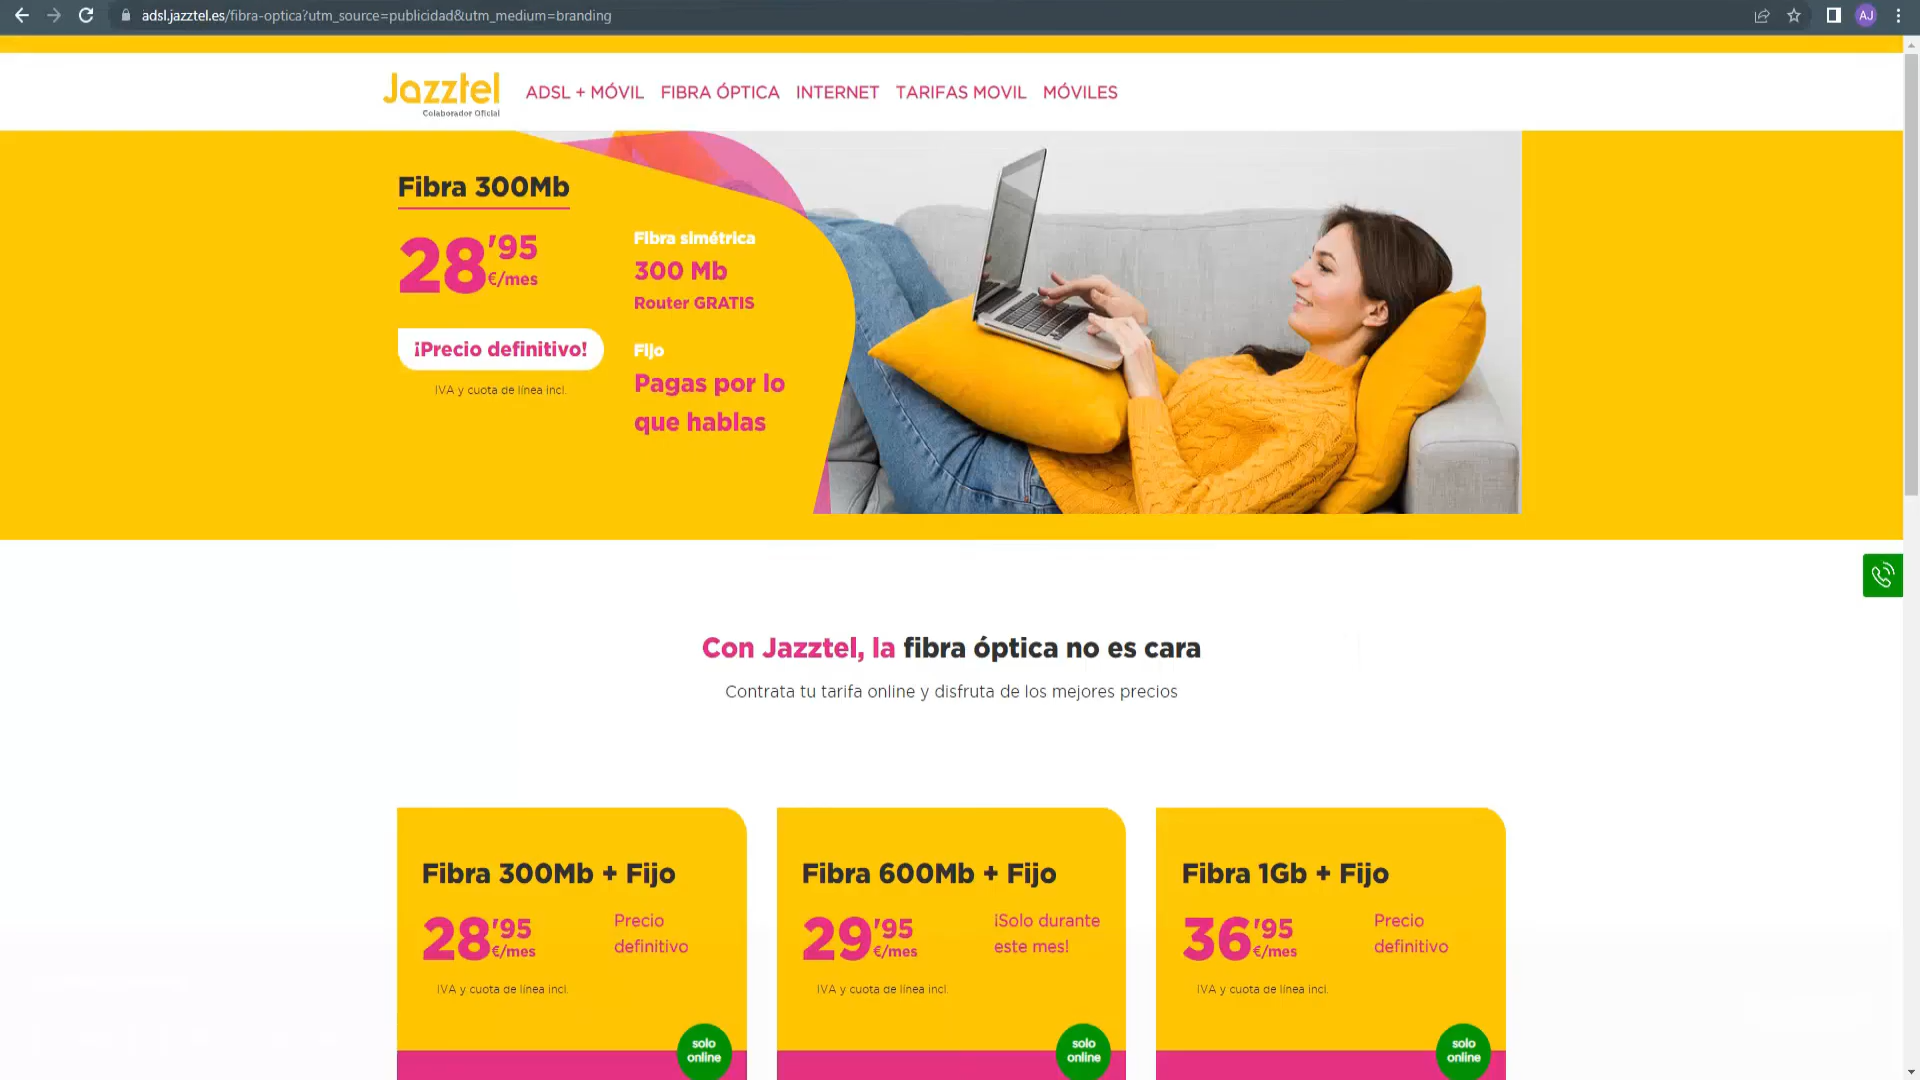 adsl.jazztel.es/fibra-optica?utm_source=publicidad&utm_medium=branding
AJ
Jazztel
Colaborador Oficial
ADSL + MÓVIL FIBRA ÓPTICA INTERNET TARIFAS MOVIL MÓVILES
Fibra 300Mb
28'95
€/mes
¡Precio definitivo!
IVA y cuota de línea incl.
Fibra simétrica
300 Mb
Router GRATIS
Fijo
Pagas por lo
que hablas
Con Jazztel, la fibra óptica no es cara
Contrata tu tarifa online y disfruta de los mejores precios
Fibra 300Mb + Fijo
28'95
€/mes
Precio
definitivo
IVA y cuota de línea incl.
solo
online
Fibra 600Mb + Fijo
29'95
€/mes
¡Solo durante
este mes!
IVA y cuota de línea incl.
solo
online
Fibra 1Gb + Fijo
36'95
€/mes
Precio
definitivo
IVA y cuota de línea incl.
solo
online